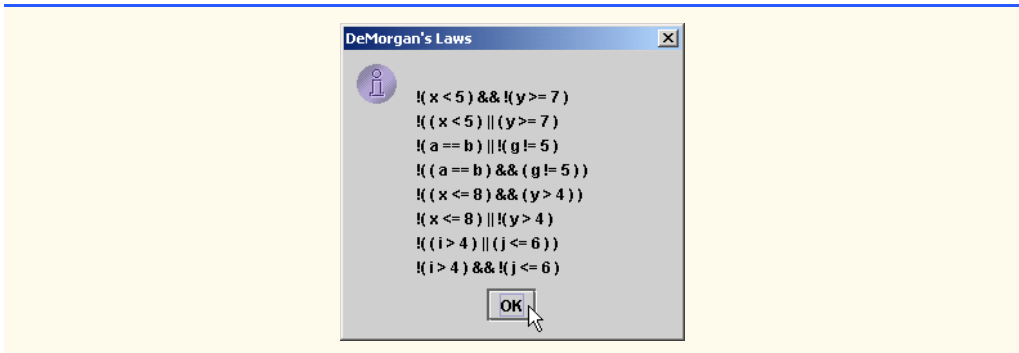 DeMorgan's Laws
!( x < 5 ) && !( y >= 7 )
!( ( x < 5 ) || ( y >= 7 )
!( a == b ) || !( g != 5 )
!( ( a == b ) && ( g != 5 ) )
!( ( x <= 8 ) && ( y > 4 ) )
!( x <= 8 ) || !( y > 4 )
!( ( i > 4 ) || ( j <= 6 ) )
!( i > 4 ) && !( j <= 6 )
OK